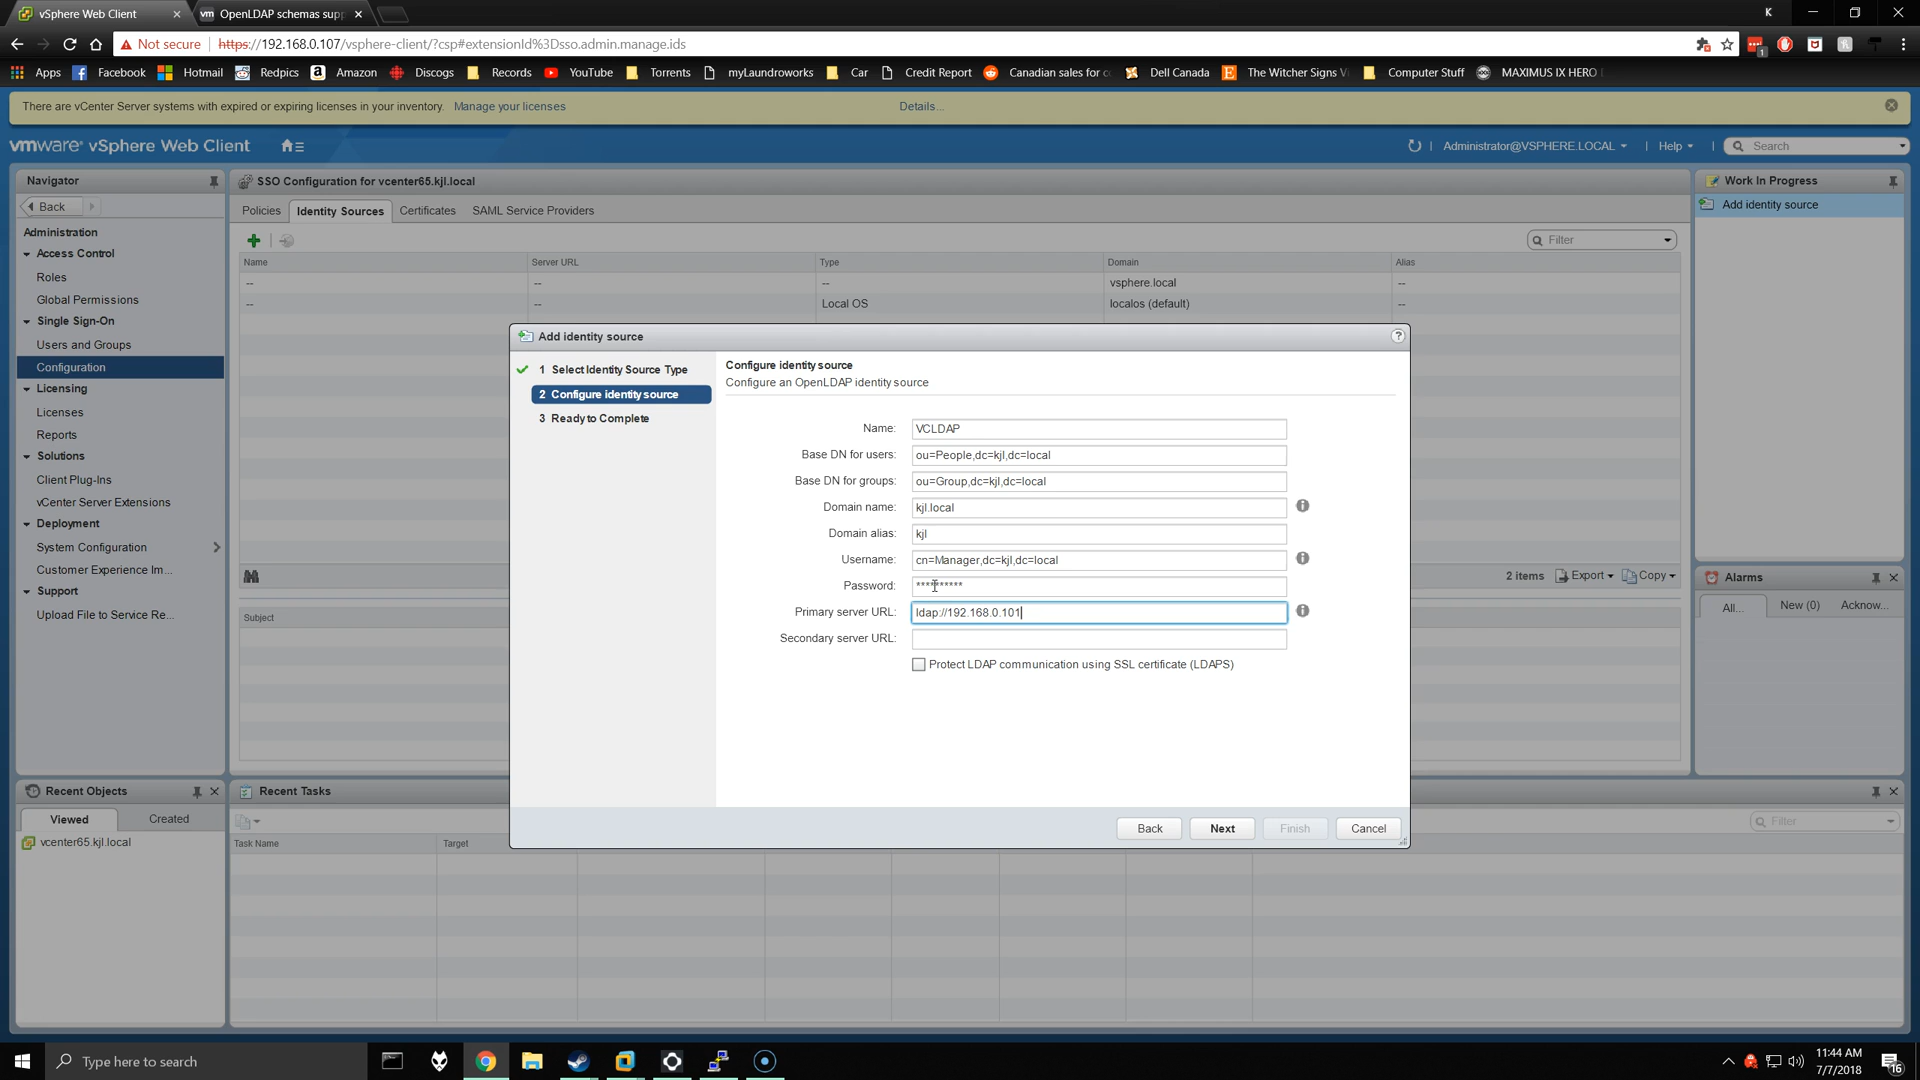 vSphere Web Client
OpenLDAP schemas supp
K
Not secure
https://192.168.0.107/vsphere-client/?csp#extensionId%3Dsso.admin.manage.ids
1
Apps Facebook Hotmail Redpics Amazon Discogs Records YouTube Torrents myLaundroworks Car Credit Report Canadian sales for co Dell Canada The Witcher Signs V Computer Stuff MAXIMUS IX HERO
There are vCenter Server systems with expired or expiring licenses in your inventory. Manage your licenses Details...
vmware® vSphere Web Client
Administrator@VSPHERE.LOCAL Help Search
Navigator
Back
Administration
Access Control
Roles
Global Permissions
Single Sign-On
Users and Groups
Configuration
Licensing
Licenses
Reports
Solutions
Client Plug-Ins
vCenter Server Extensions
Deployment
System Configuration
Customer Experience Im...
Support
Upload File to Service Re...
SSO Configuration for vcenter65.kjl.local
Policies Identity Sources Certificates SAML Service Providers
Filter
Name Server URL Type Domain Alias
-- -- -- vsphere.local --
-- -- Local OS localos (default) --
2 items Export Copy
Subject
Add identity source
1 Select Identity Source Type
2 Configure identity source
3 Ready to Complete
Configure identity source
Configure an OpenLDAP identity source
Name: VCLDAP
Base DN for users: ou=People,dc=kjl,dc=local
Base DN for groups: ou=Group,dc=kjl,dc=local
Domain name: kjl.local
Domain alias: kjl
Username: cn=Manager,dc=kjl,dc=local
Password: **********
Primary server URL: ldap://192.168.0.101
Secondary server URL:
Protect LDAP communication using SSL certificate (LDAPS)
Back Next Finish Cancel
Work In Progress
Add identity source
Alarms
All... New (0) Acknow...
Recent Objects
Viewed Created
vcenter65.kjl.local
Recent Tasks
Filter
Task Name Target
Type here to search
11:44 AM
7/7/2018
16